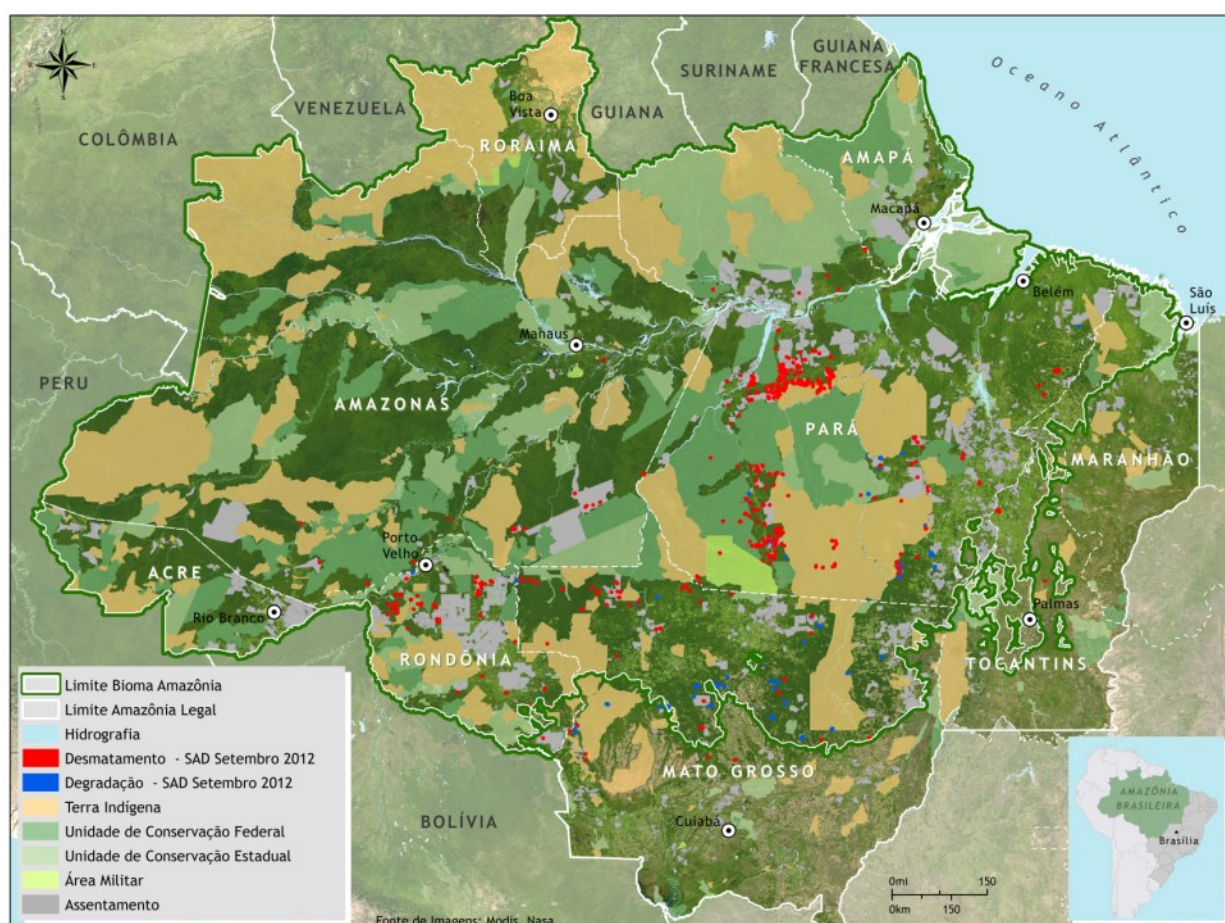 N
W
E
S
COLÔMBIA
VENEZUELA
GUIANA
SURINAME
GUIANA
FRANCESA
Oceano Atlântico
Boa
Vista
RORAIMA
AMAPÁ
Macapá
Belém
São
Luís
Manaus
PERU
AMAZONAS
PARÁ
MARANHÃO
Porto
Velho
ACRE
Rio Branco
Palmas
RONDÔNIA
TOCANTINS
MATO GROSSO
Cuiabá
BOLÍVIA
Limite Bioma Amazônia
Limite Amazônia Legal
Hidrografia
Desmatamento - SAD Setembro 2012
Degradação - SAD Setembro 2012
Terra Indígena
Unidade de Conservação Federal
Unidade de Conservação Estadual
Área Militar
Assentamento
Fonte de Imagens: Modis, Nasa
0mi 150
0km 150
AMAZÔNIA
BRASILEIRA
Brasília